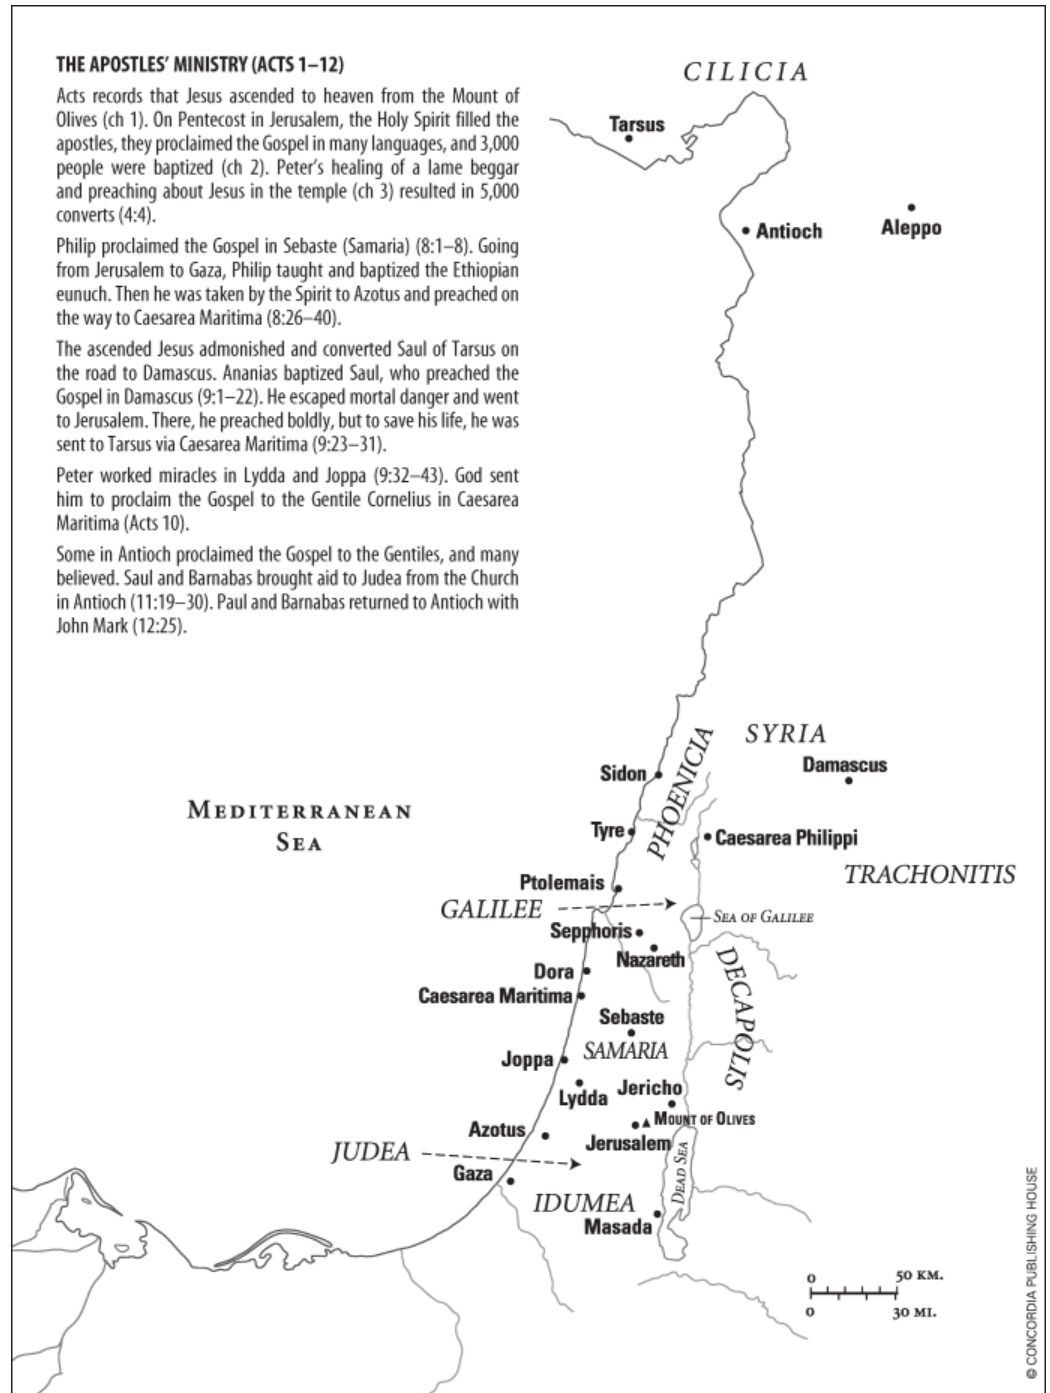 THE APOSTLES' MINISTRY (ACTS 1–12)
Acts records that Jesus ascended to heaven from the Mount of
Olives (ch 1). On Pentecost in Jerusalem, the Holy Spirit filled the
apostles, they proclaimed the Gospel in many languages, and 3,000
people were baptized (ch 2). Peter's healing of a lame beggar
and preaching about Jesus in the temple (ch 3) resulted in 5,000
converts (4:4).
Philip proclaimed the Gospel in Sebaste (Samaria) (8:1–8). Going
from Jerusalem to Gaza, Philip taught and baptized the Ethiopian
eunuch. Then he was taken by the Spirit to Azotus and preached on
the way to Caesarea Maritima (8:26–40).
The ascended Jesus admonished and converted Saul of Tarsus on
the road to Damascus. Ananias baptized Saul, who preached the
Gospel in Damascus (9:1–22). He escaped mortal danger and went
to Jerusalem. There, he preached boldly, but to save his life, he was
sent to Tarsus via Caesarea Maritima (9:23–31).
Peter worked miracles in Lydda and Joppa (9:32–43). God sent
him to proclaim the Gospel to the Gentile Cornelius in Caesarea
Maritima (Acts 10).
Some in Antioch proclaimed the Gospel to the Gentiles, and many
believed. Saul and Barnabas brought aid to Judea from the Church
in Antioch (11:19–30). Paul and Barnabas returned to Antioch with
John Mark (12:25).
CILICIA
Tarsus
Antioch
Aleppo
SYRIA
Damascus
Sidon
PHOENICIA
MEDITERRANEAN
SEA
Tyre
Caesarea Philippi
TRACHONITIS
Ptolemais
GALILEE
SEA OF GALILEE
Sepphoris
Nazareth
DECAPOLIS
Dora
Caesarea Maritima
Sebaste
SAMARIA
Joppa
Lydda
Jericho
MOUNT OF OLIVES
Azotus
Jerusalem
JUDEA
DEAD SEA
Gaza
IDUMEA
Masada
0 50 KM.
0 30 MI.
© CONCORDIA PUBLISHING HOUSE